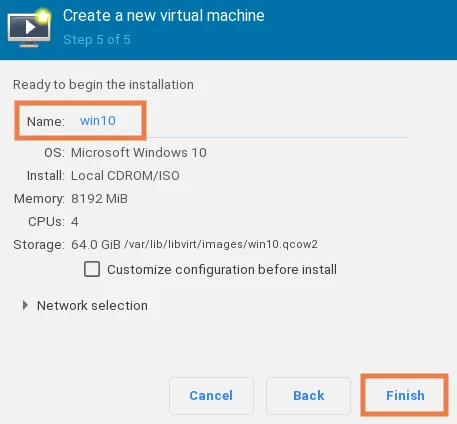 Create a new virtual machine
Step 5 of 5
Ready to begin the installation
Name: win10
OS: Microsoft Windows 10
Install: Local CDROM/ISO
Memory: 8192 MiB
CPUs: 4
Storage: 64.0 GiB /var/lib/libvirt/images/win10.qcow2
Customize configuration before install
Network selection
Cancel Back Finish